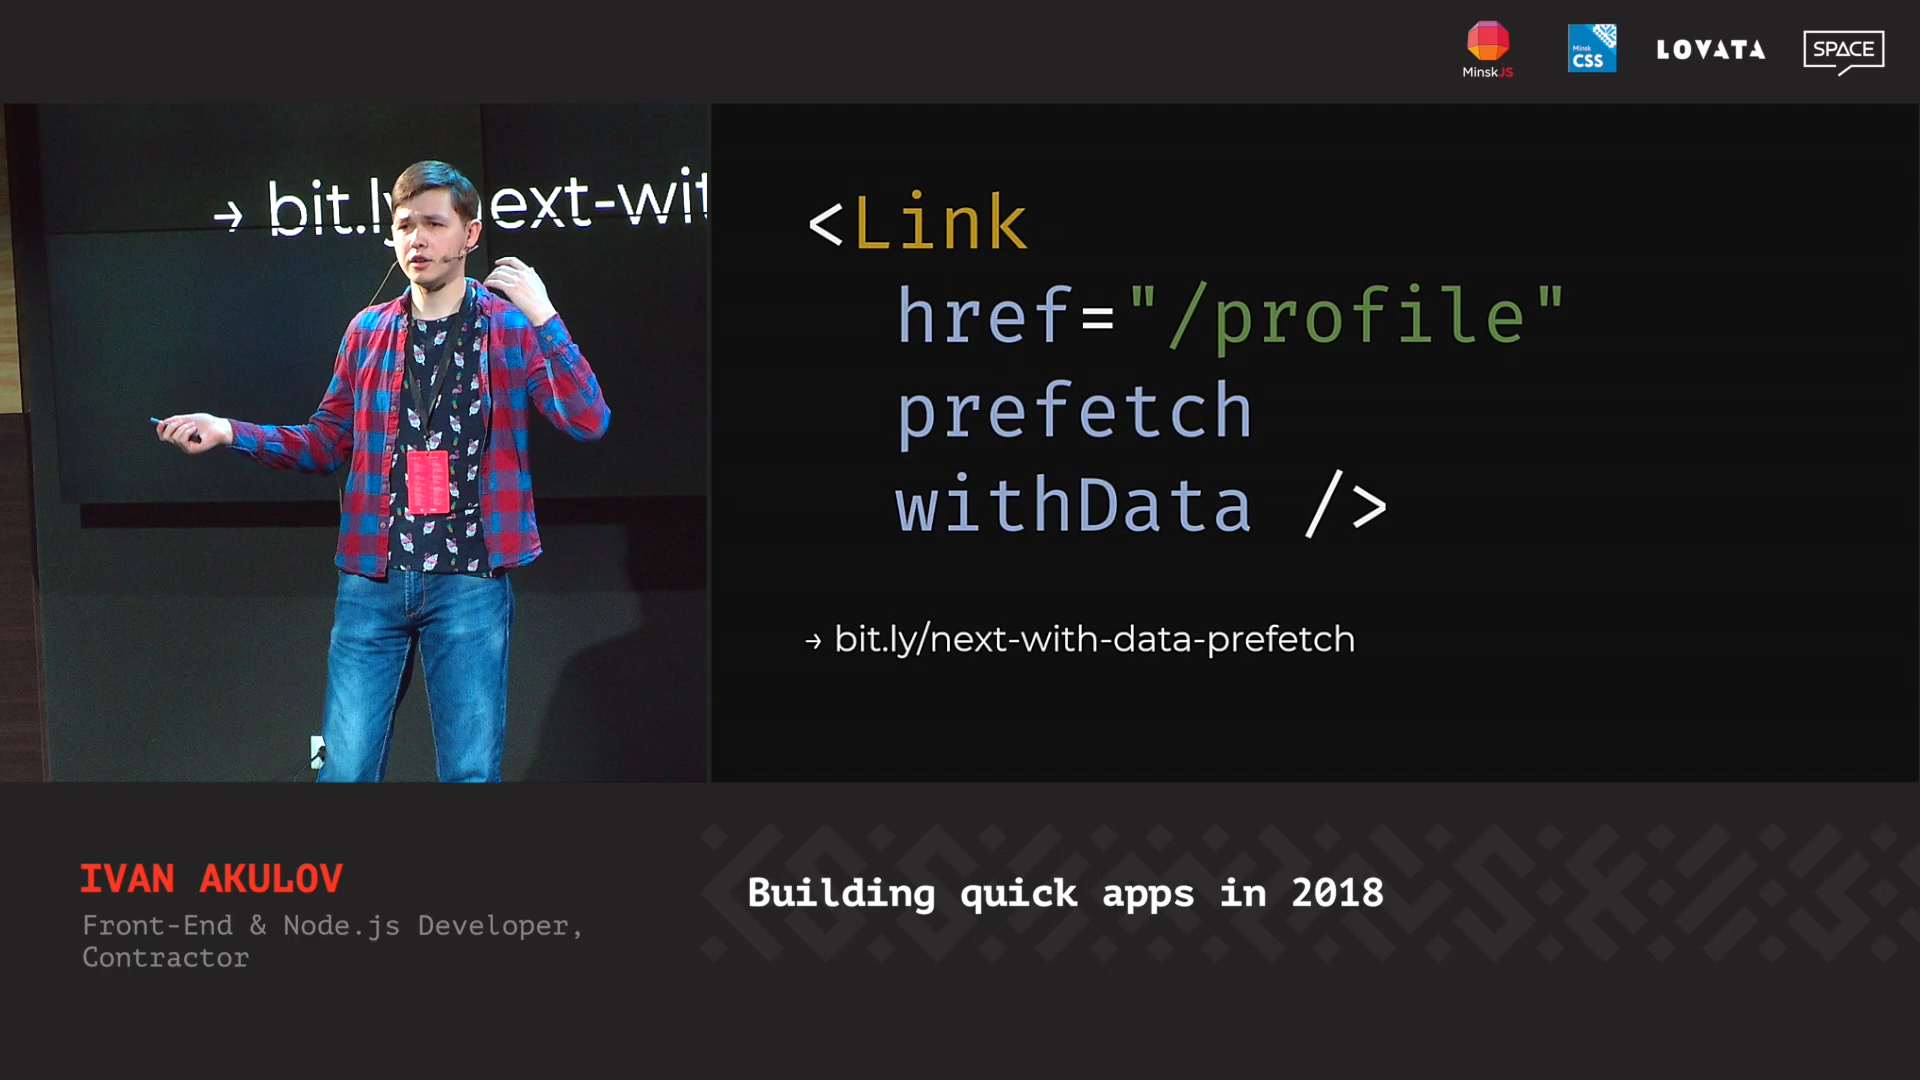 MinskJS
Minsk
CSS
LOVATA
SPACE
→ bit.ly
ext-wit
<Link
href="/profile"
prefetch
withData />
→ bit.ly/next-with-data-prefetch
IVAN AKULOV
Front-End & Node.js Developer,
Contractor
Building quick apps in 2018